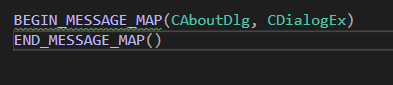 BEGIN_MESSAGE_MAP(CAboutDlg, CDialogEx)
END_MESSAGE_MAP()